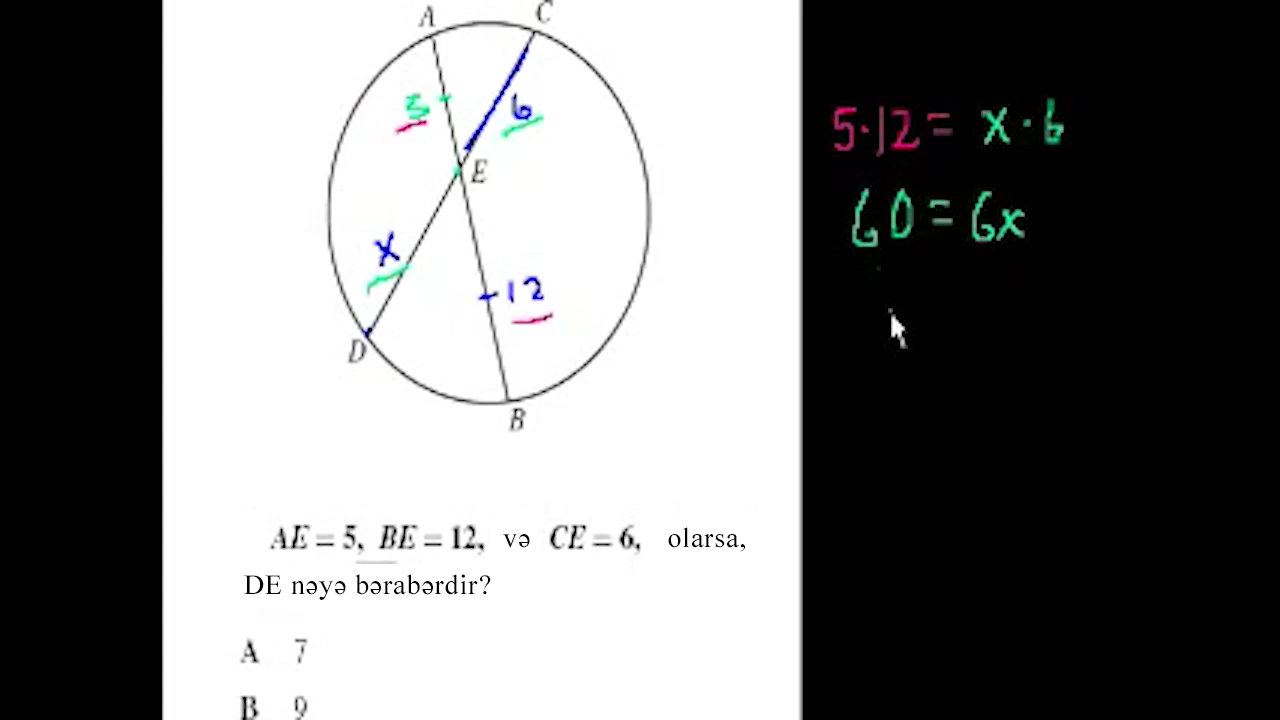 A C
5 6
E
X
12
D
B
5·12 = x·6
60 = 6x
AE = 5, BE = 12, və CE = 6, olarsa,
DE nəyə bərabərdir?
A 7
B 9